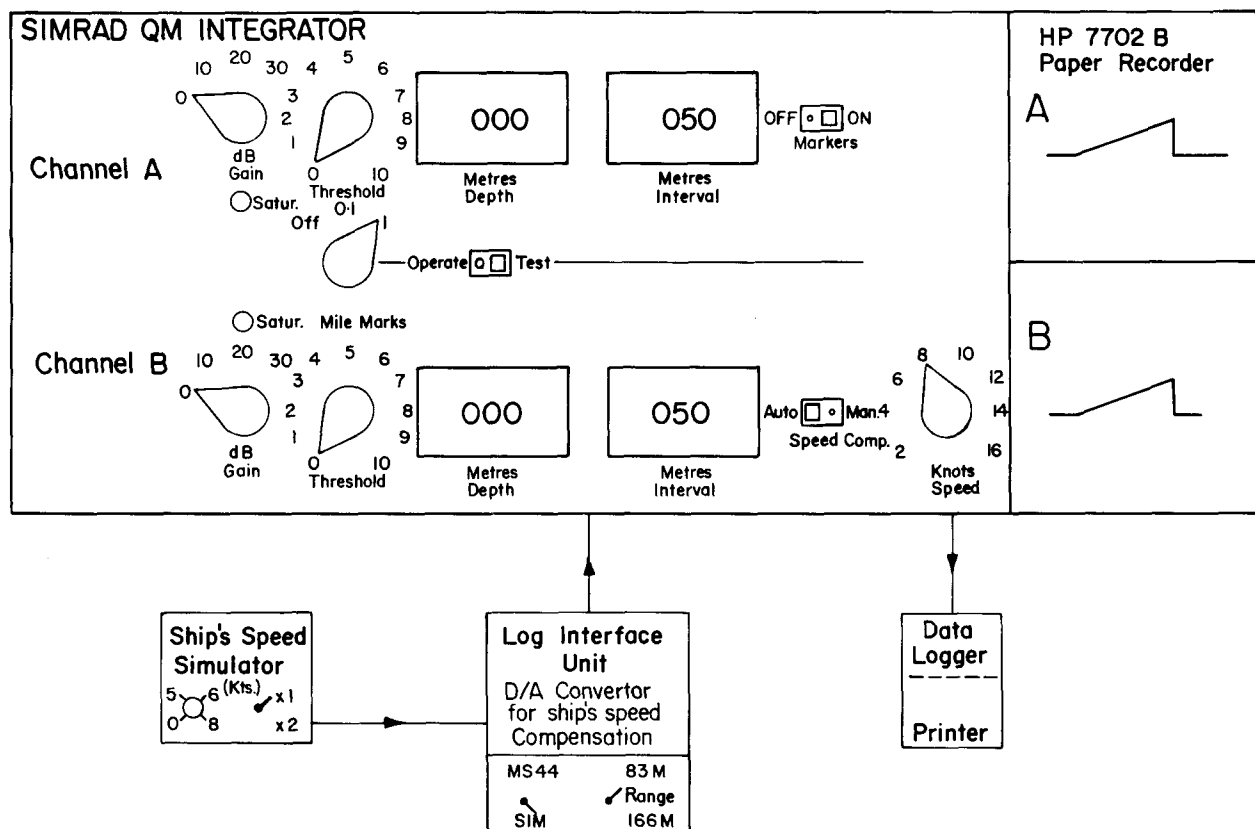 SIMRAD QM INTEGRATOR
10 20 30 4 5 6
0 3 7
2 8
1 9
dB
Gain
0 10
Threshold
Channel A
000
Metres
Depth
050
Metres
Interval
OFF ON
Markers
Satur.
Off 0.1 1
Operate Test
Satur. Mile Marks
Channel B
10 20 30 4 5 6
0 3 7
2 8
1 9
dB
Gain
0 10
Threshold
000
Metres
Depth
050
Metres
Interval
Auto Man.
Speed Comp.
8 10
6 12
4 14
2 16
Knots
Speed
HP 7702 B
Paper Recorder
A
B
Ship's Speed
Simulator
(Kts.)
5 6 x1
0 8 x2
Log Interface
Unit
D/A Convertor
for ship's speed
Compensation
MS44 83M
Range
SIM 166M
Data
Logger
Printer